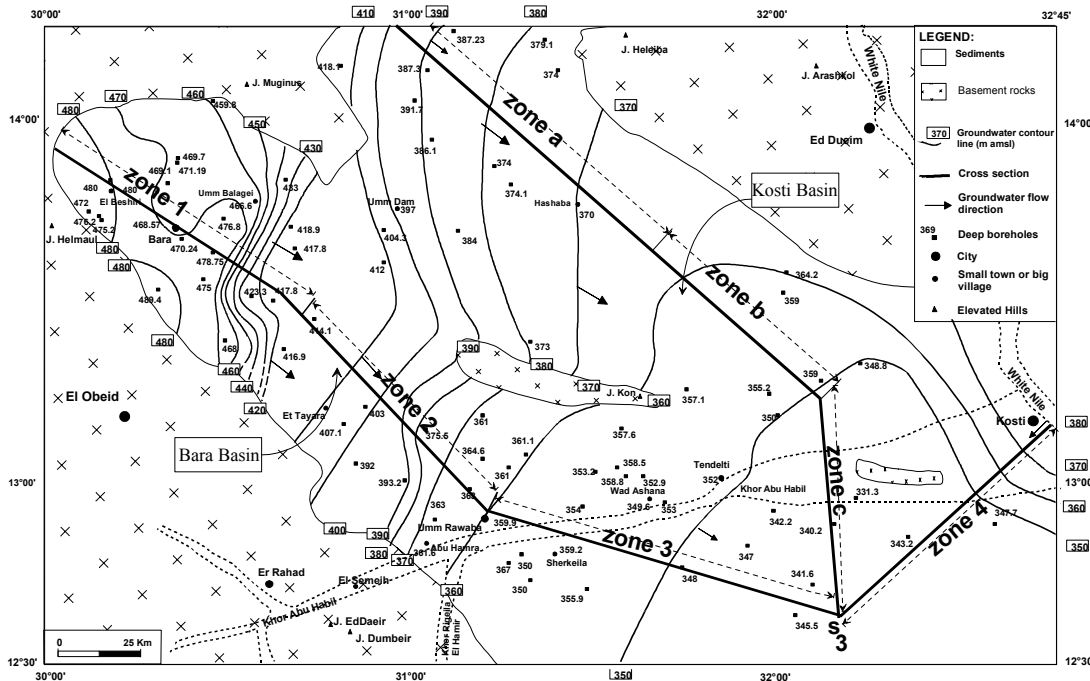 30°00'
410
31°00'
390
380
32°00'
32°45'
387.23
379.1
J. Helejba
LEGEND:
Sediments
Basement rocks
370
Groundwater contour
line (m amsl)
Cross section
Groundwater flow
direction
369
Deep boreholes
City
Small town or big
village
Elevated Hills
418.1
387.3
374
J. Arashkol
White Nile
J. Muginus
480
470
460
459.8
391.7
370
14°00'
14°00'
450
430
386.1
zone a
Ed Dueim
469.7
471.19
469.1
374
374.1
Kosti Basin
480
480
El Beshiri
zone 1
Umm Balagei
466.6
433
Umm Dam
397
Hashaba
370
472
476.2
475.2
468.57
476.8
418.9
404.3
384
J. Helmaul
Bara
470.24
417.8
480
478.75
412
480
475
zone b
364.2
359
489.4
423.3
417.8
414.1
480
468
416.9
390
373
460
380
359
348.8
440
370
J. Kon
357.1
355.2
El Obeid
420
zone 2
360
350
White Nile
Et Tayara
403
361
Kosti
380
407.1
375.5
357.6
Bara Basin
361.1
364.6
392
361
353.2
358.5
Tendelti
zone c
370
13°00'
393.2
358.8
352.9
352
13°00'
363
Wad Ashana
Khor Abu Habil
331.3
354
349.6
353
360
400
363
359.9
342.2
340.2
347.7
390
Umm Rawaba
zone 3
zone 4
343.2
350
380
381.6
Abu Hamra
359.2
347
370
367
350
Sherkeila
348
Er Rahad
El Semeih
360
350
355.9
341.6
Khor Abu Habil
J. EdDaeir
345.5
s
3
J. Dumbeir
El Hamir
0
25 Km
12°30'
12°30'
30°00'
31°00'
350
32°00'